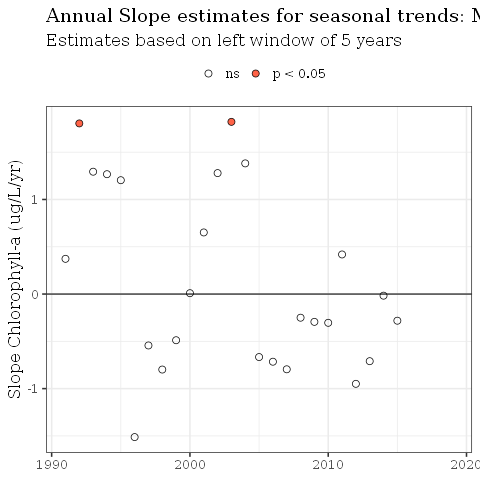 Annual Slope estimates for seasonal trends:
Estimates based on left window of 5 years
ns p < 0.05
Slope Chlorophyll-a (ug/L/yr)
1
0
-1
1990 2000 2010 2020